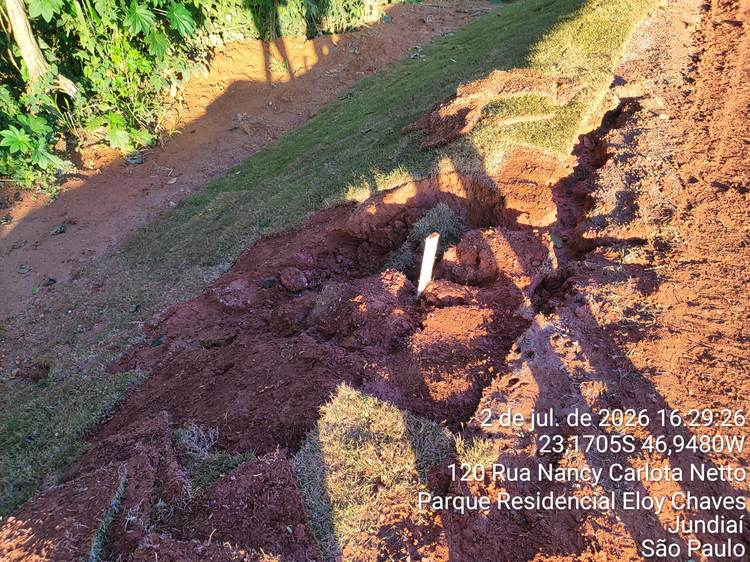 2 de jul. de 2026 16:29:26
23,1705S 46,9480W
120 Rua Nancy Carlota Netto
Parque Residencial Eloy Chaves
Jundiaí
São Paulo